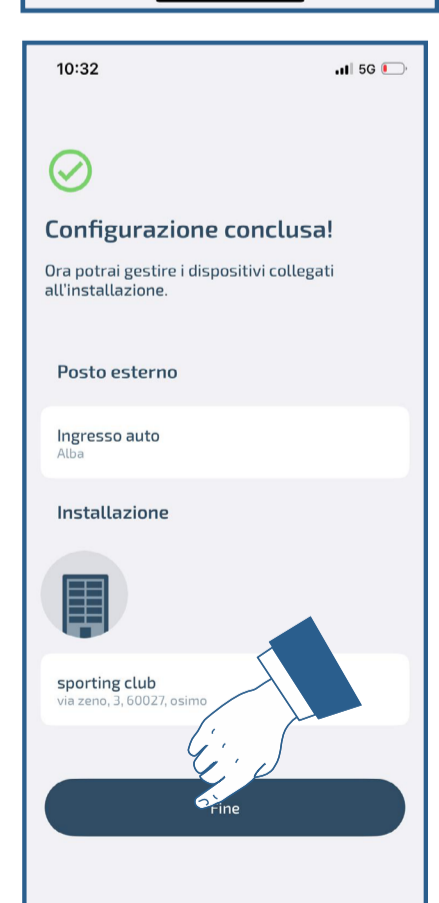 10:32
5G
Configurazione conclusa!
Ora potrai gestire i dispositivi collegati
all'installazione.
Posto esterno
Ingresso auto
Alba
Installazione
sporting club
via zeno, 3, 60027, osimo
Fine